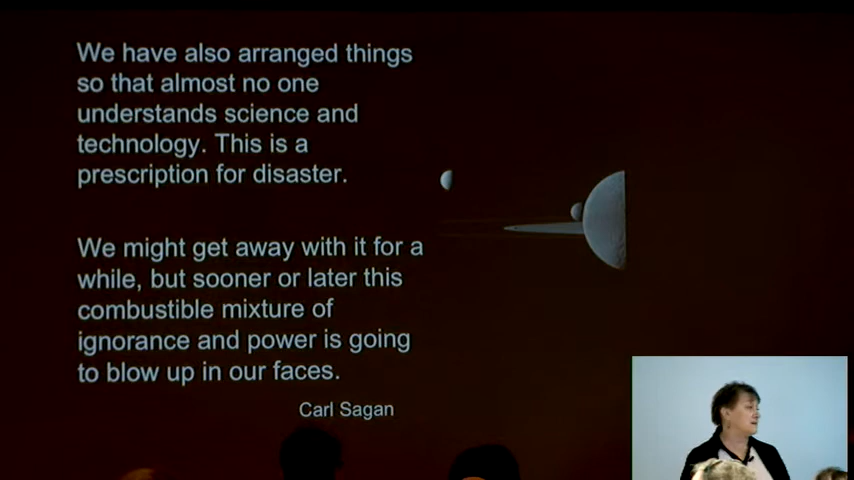 We have also arranged things
so that almost no one
understands science and
technology. This is a
prescription for disaster.
We might get away with it for a
while, but sooner or later this
combustible mixture of
ignorance and power is going
to blow up in our faces.
Carl Sagan